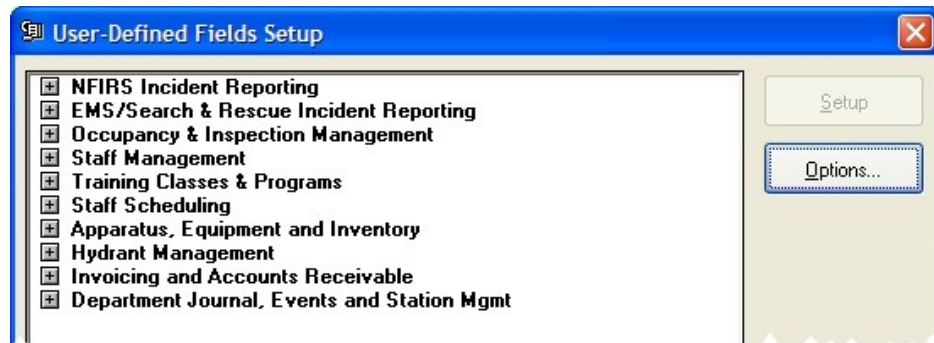 User-Defined Fields Setup
NFIRS Incident Reporting
EMS/Search & Rescue Incident Reporting
Occupancy & Inspection Management
Staff Management
Training Classes & Programs
Staff Scheduling
Apparatus, Equipment and Inventory
Hydrant Management
Invoicing and Accounts Receivable
Department Journal, Events and Station Mgmt
Setup
Options...